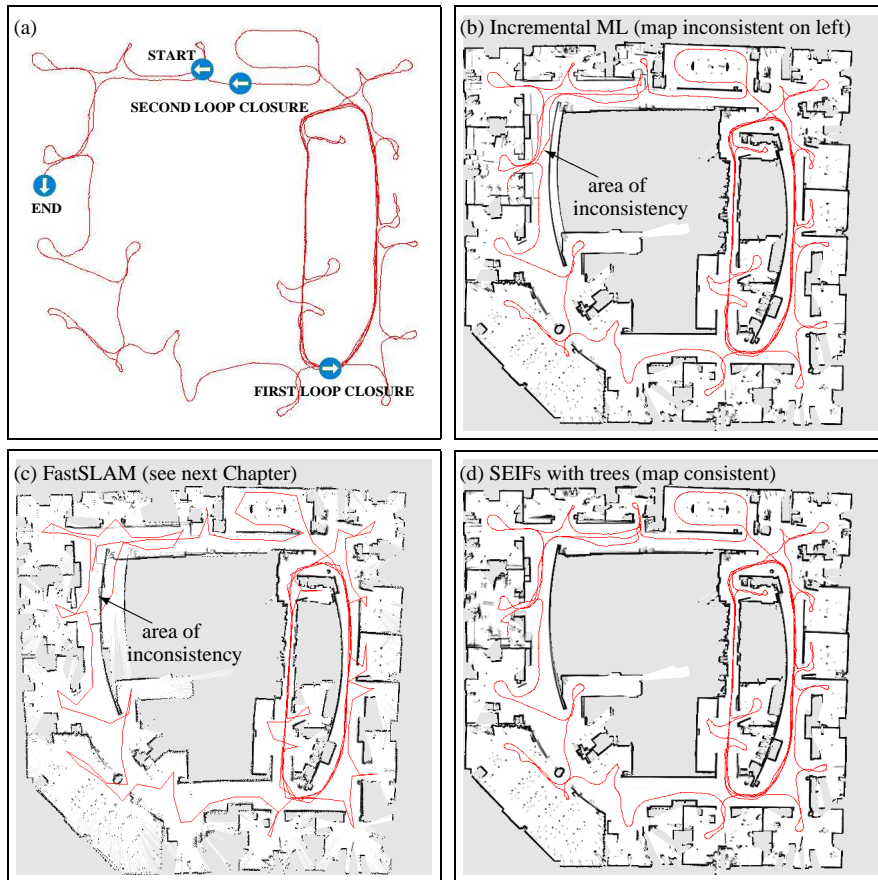 (a)
START
SECOND LOOP CLOSURE
END
FIRST LOOP CLOSURE
(b) Incremental ML (map inconsistent on left)
area of
inconsistency
(c) FastSLAM (see next Chapter)
area of
inconsistency
(d) SEIFs with trees (map consistent)